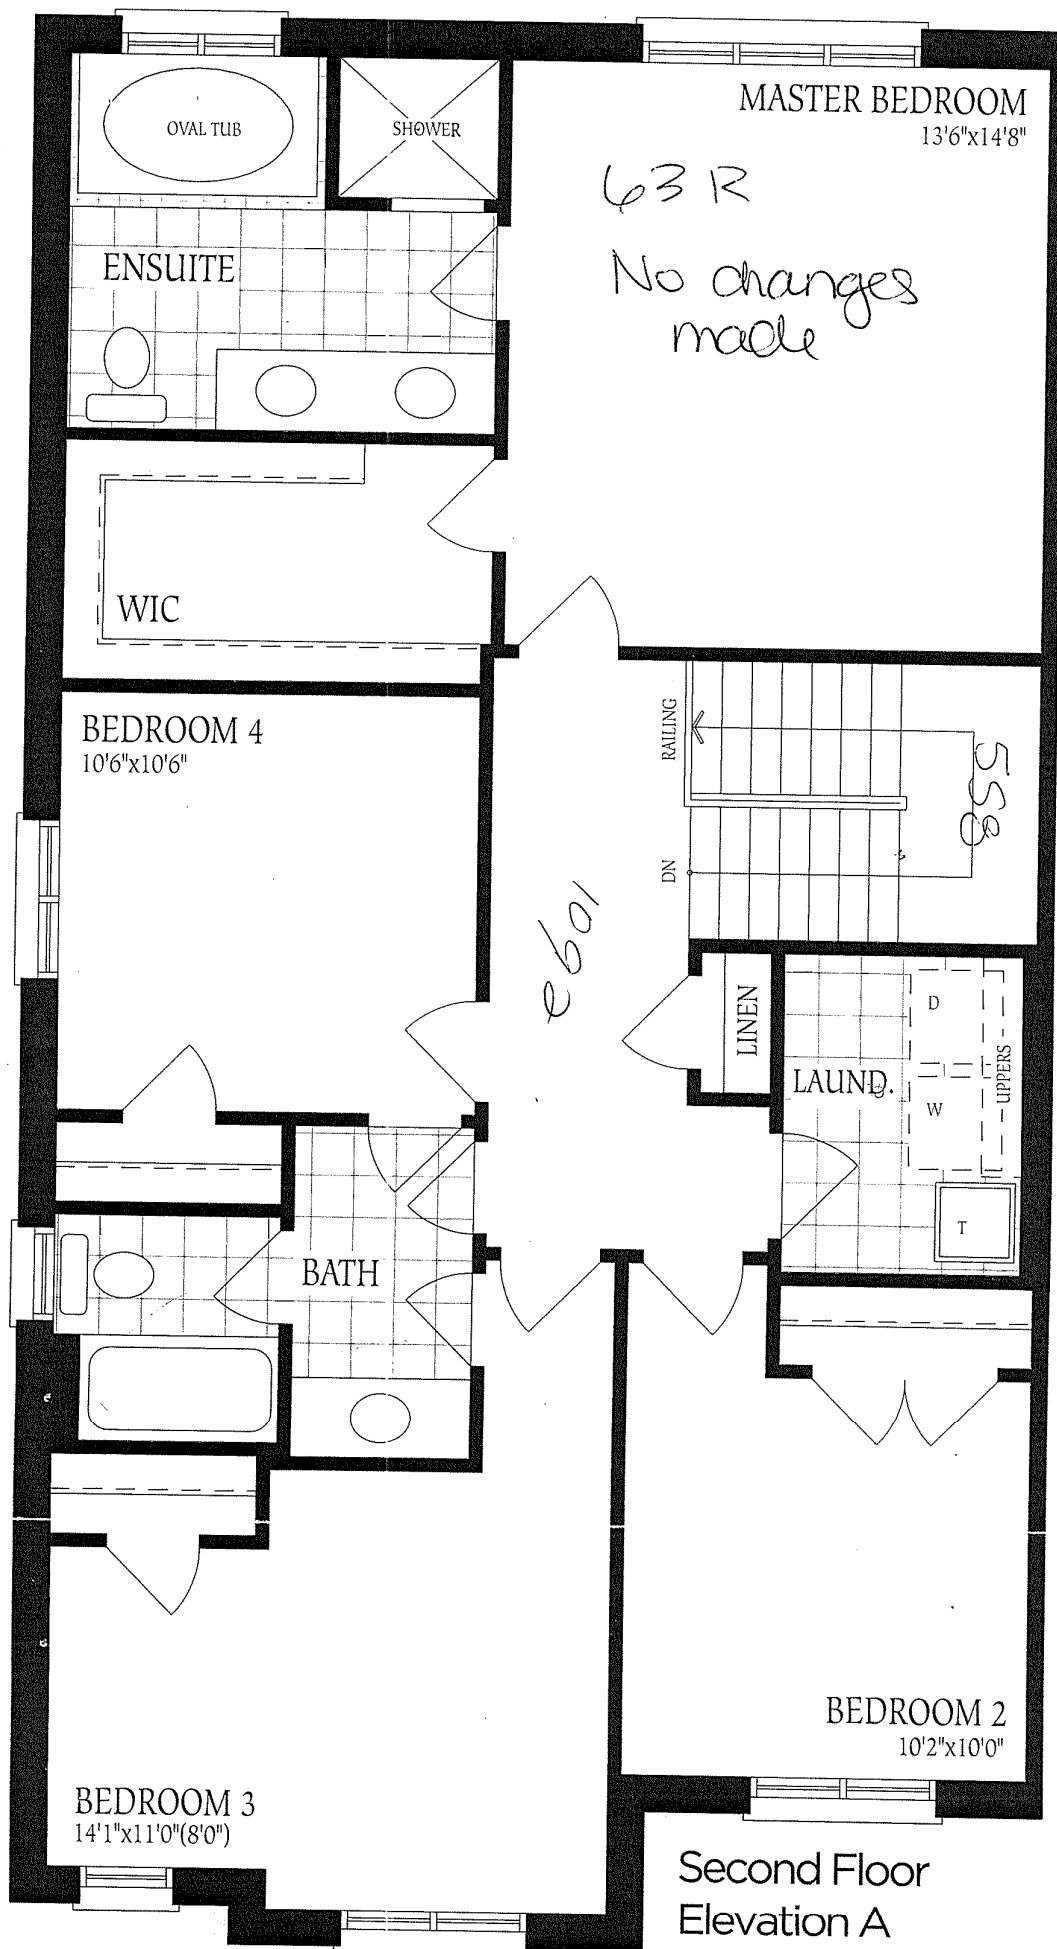 OVAL TUB
SHOWER
MASTER BEDROOM
13'6"x14'8"
63 R
No changes
made
ENSUITE
WIC
BEDROOM 4
10'6"x10'6"
RAILING
DN
LINEN
LAUND.
D
W
UPPERS
T
BATH
BEDROOM 2
10'2"x10'0"
BEDROOM 3
14'1"x11'0"(8'0")
Second Floor
Elevation A